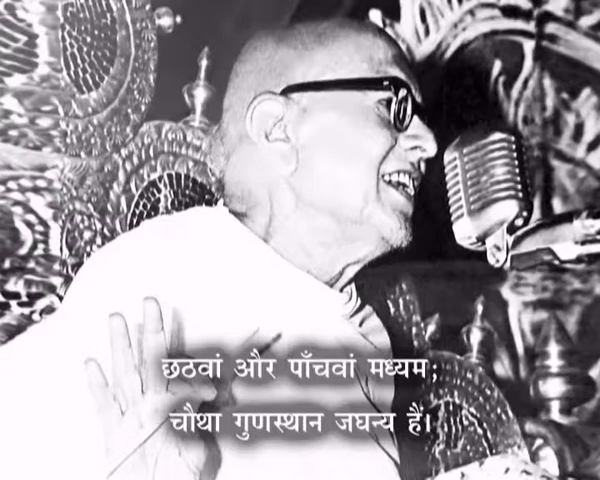 छठवां और पाँचवां मध्यम;
चौथा गुणस्थान जघन्य हैं।